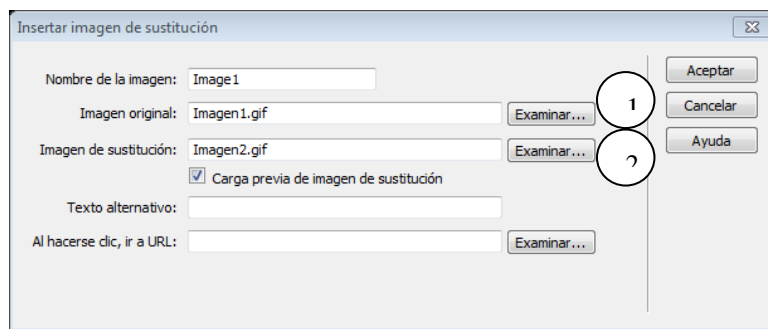 Insertar imagen de sustitución
Nombre de la imagen: Image1
Imagen original: Imagen1.gif Examinar...
Imagen de sustitución: Imagen2.gif Examinar...
Carga previa de imagen de sustitución
Texto alternativo:
Al hacerse clic, ir a URL: Examinar...
1
2
Aceptar
Cancelar
Ayuda